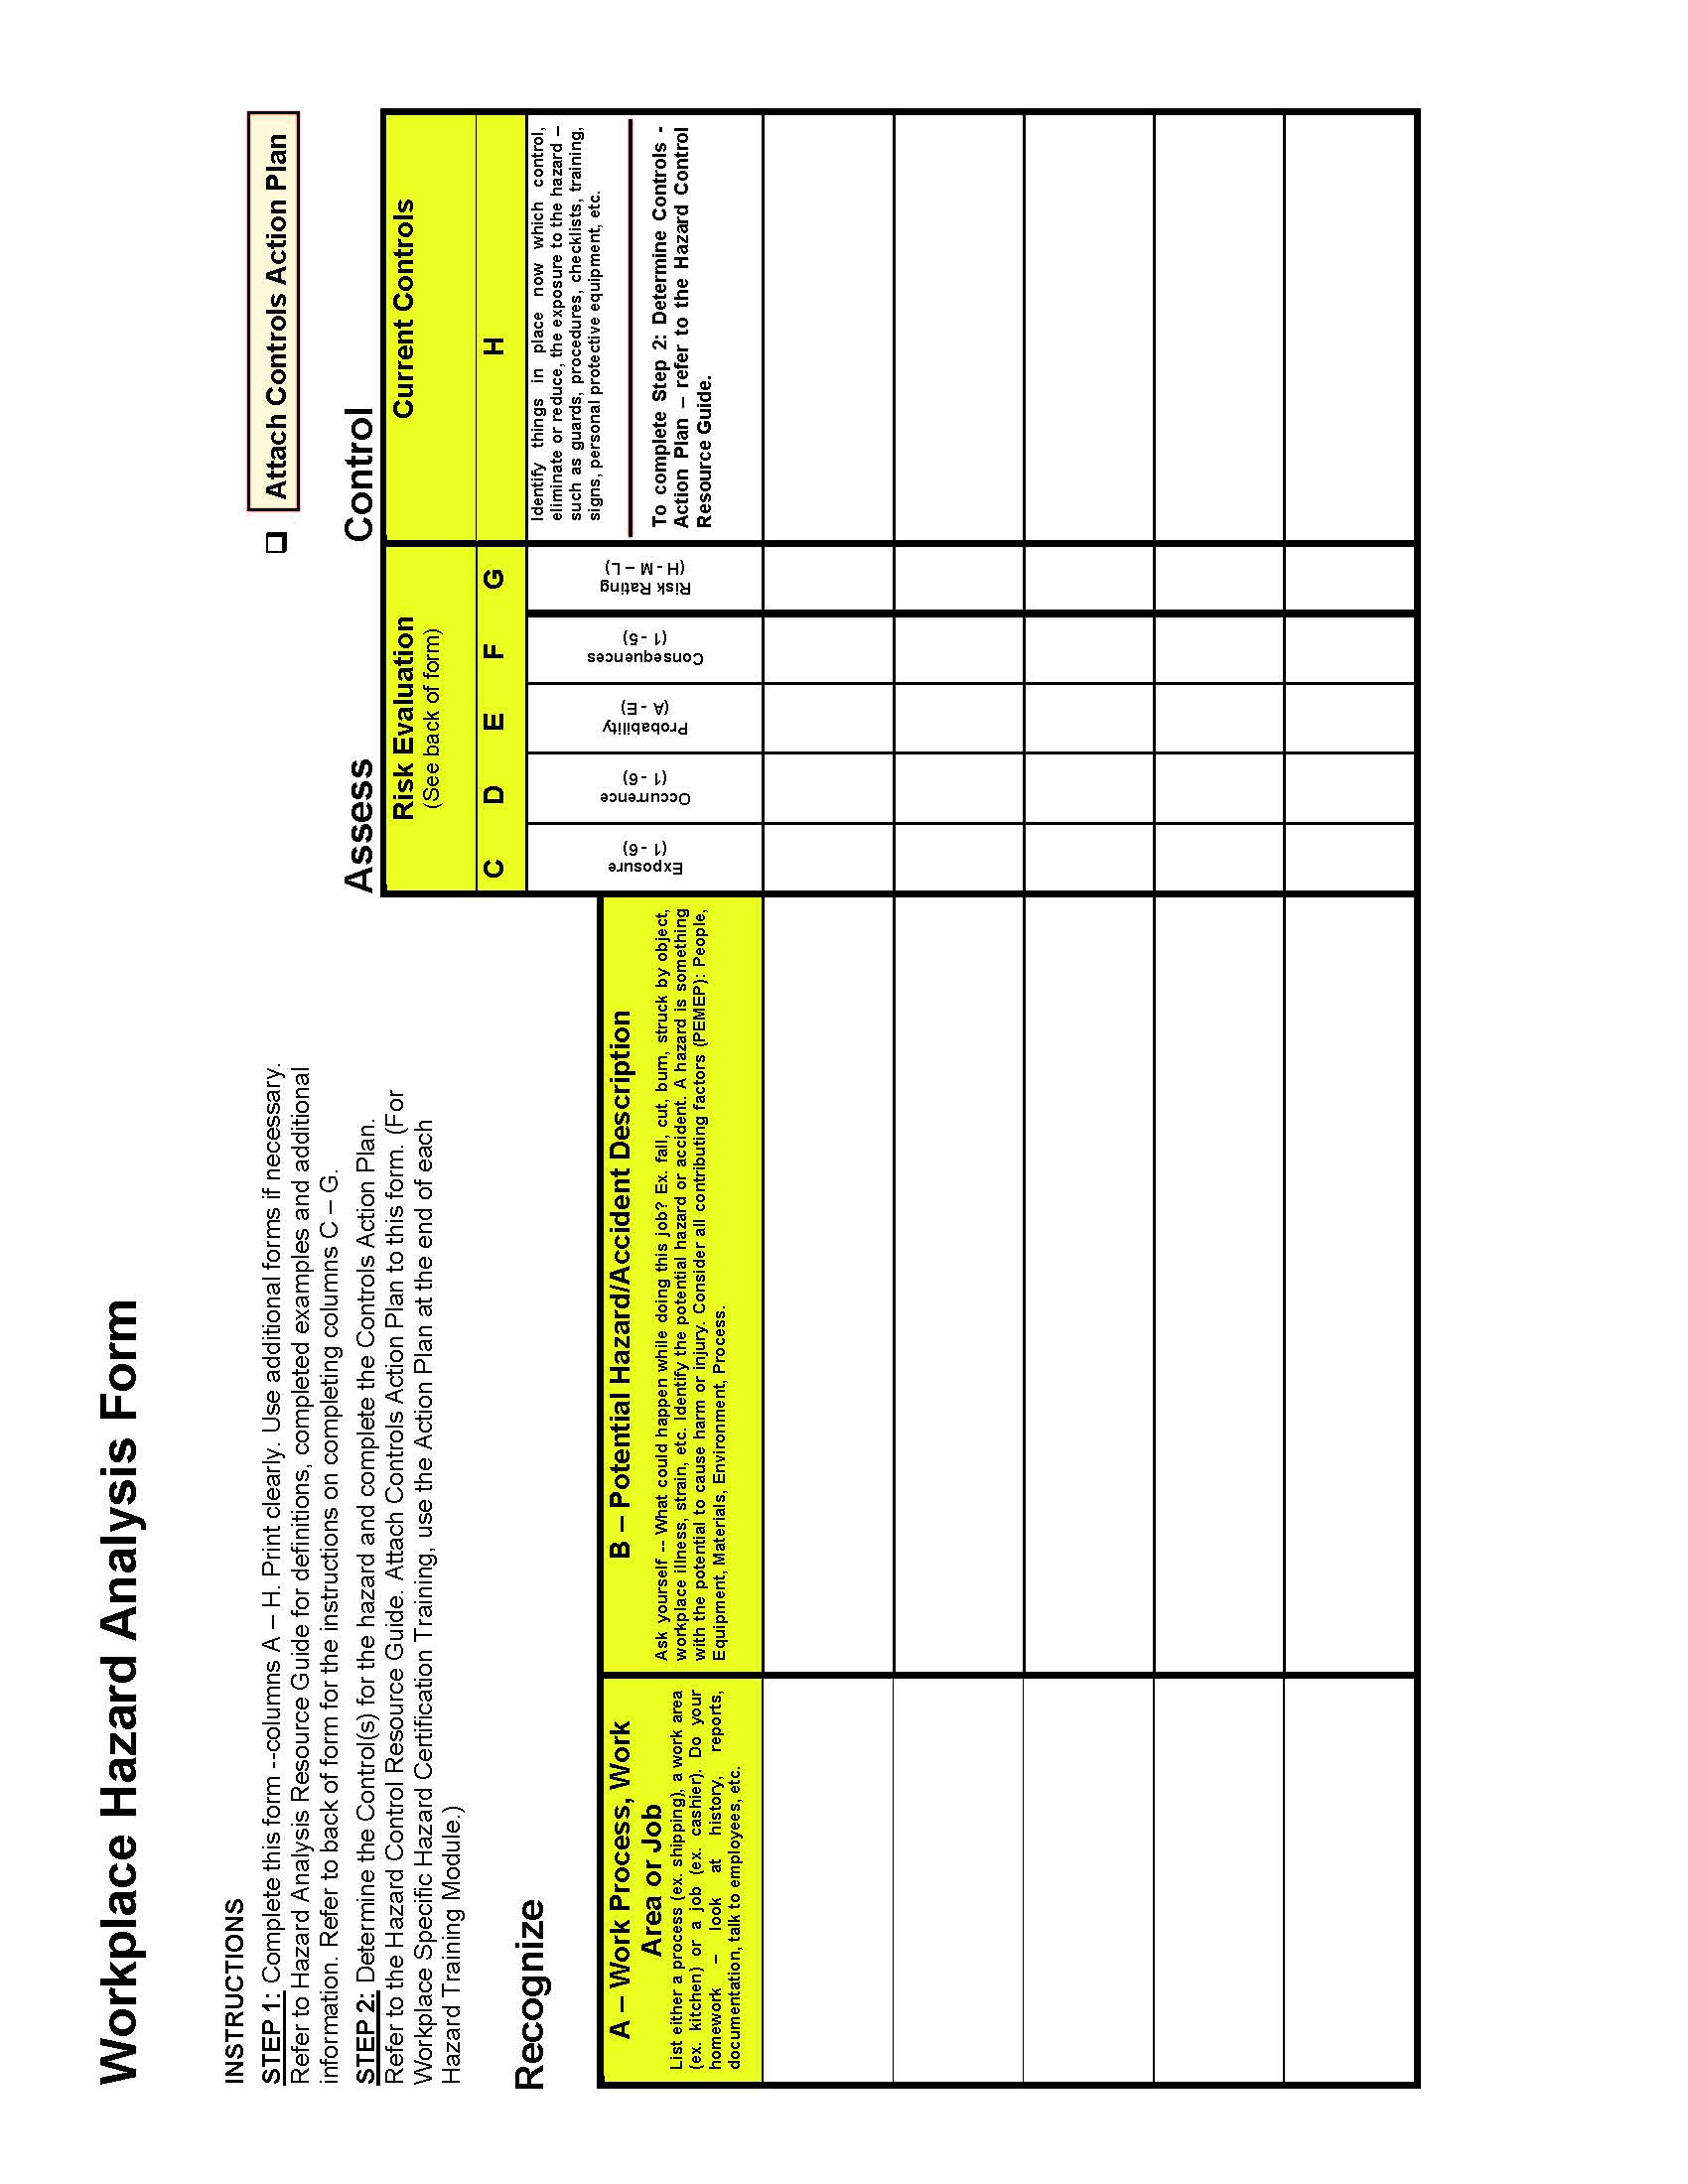 Workplace Hazard Analysis Form
INSTRUCTIONS
STEP 1: Complete this form --columns A – H. Print clearly. Use additional forms if necessary.
Refer to Hazard Analysis Resource Guide for definitions, completed examples and additional
information. Refer to back of form for the instructions on completing columns C – G.
STEP 2: Determine the Control(s) for the hazard and complete the Controls Action Plan.
Refer to the Hazard Control Resource Guide. Attach Controls Action Plan to this form. (For
Workplace Specific Hazard Certification Training, use the Action Plan at the end of each
Hazard Training Module.)
❑ Attach Controls Action Plan
Recognize
Assess
Control
A – Work Process, Work
Area or Job
List either a process (ex. shipping), a work area
(ex. kitchen) or a job (ex. cashier). Do your
homework – look at history, reports,
documentation, talk to employees, etc.
B – Potential Hazard/Accident Description
Ask yourself -- What could happen while doing this job? Ex. fall, cut, burn, struck by object,
workplace illness, strain, etc. Identify the potential hazard or accident. A hazard is something
with the potential to cause harm or injury. Consider all contributing factors (PEMEP): People,
Equipment, Materials, Environment, Process.
Risk Evaluation
(See back of form)
C D E F G
Exposure
(1 - 6)
Occurrence
(1 - 6)
Probability
(A - E)
Consequences
(1 - 5)
Risk Rating
(H - M – L)
Current Controls
H
Identify things in place now which control,
eliminate or reduce, the exposure to the hazard –
such as guards, procedures, checklists, training,
signs, personal protective equipment, etc.
To complete Step 2: Determine Controls -
Action Plan – refer to the Hazard Control
Resource Guide.